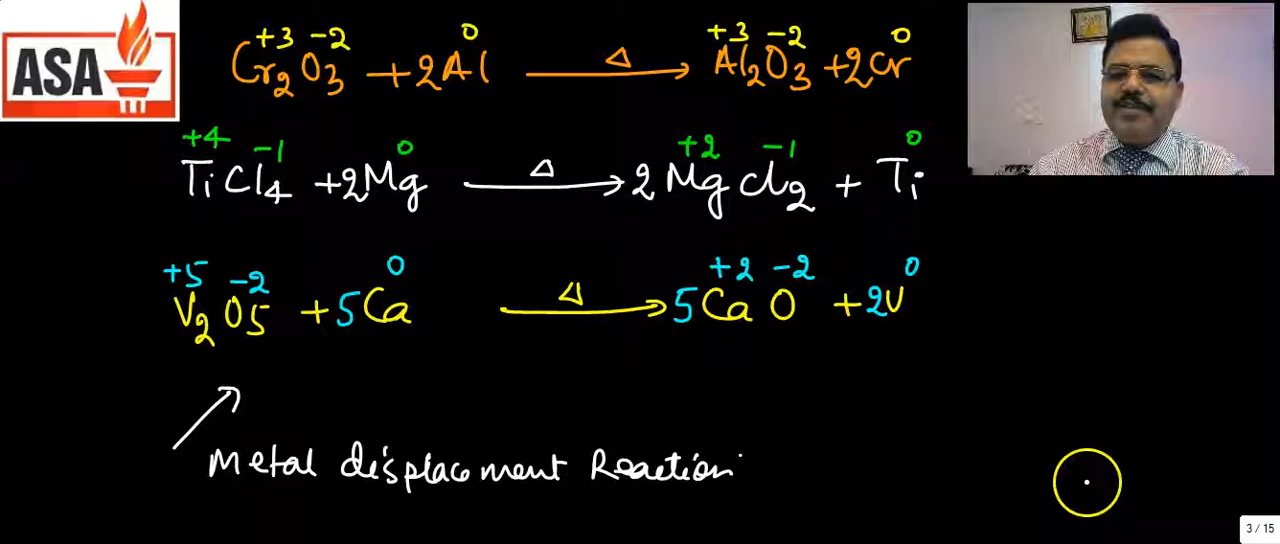 ASA
+3 -2 0 +3 -2 0
Cr2O3 + 2Al —Δ→ Al2O3 + 2Cr
+4 -1 0 +2 -1 0
TiCl4 + 2Mg —Δ→ 2MgCl2 + Ti
+5 -2 0 +2 -2 0
V2O5 + 5Ca —Δ→ 5CaO + 2V
Metal displacement Reaction
3 / 15